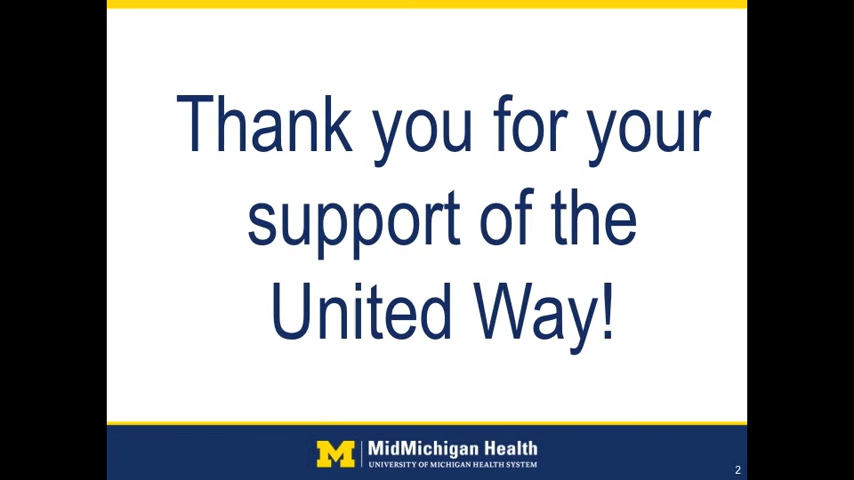 Thank you for your
support of the
United Way!
M
MidMichigan Health
UNIVERSITY OF MICHIGAN HEALTH SYSTEM
2